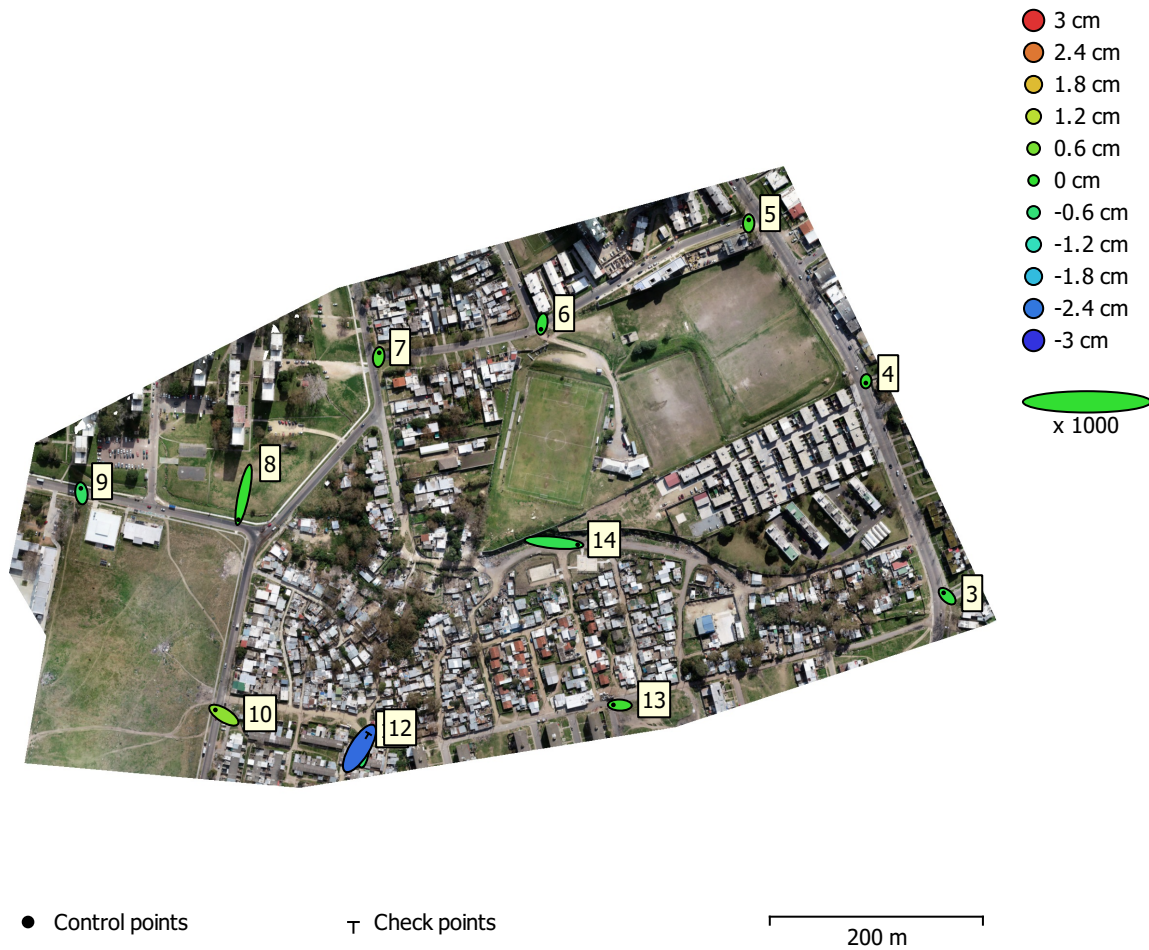 3 cm
2.4 cm
1.8 cm
1.2 cm
0.6 cm
0 cm
-0.6 cm
-1.2 cm
-1.8 cm
-2.4 cm
-3 cm
x 1000
5
6
7
4
8
9
14
3
13
10
12
Control points
Check points
200 m